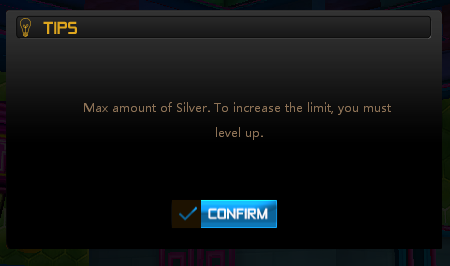 TIPS
Max amount of Silver. To increase the limit, you must
level up.
CONFIRM